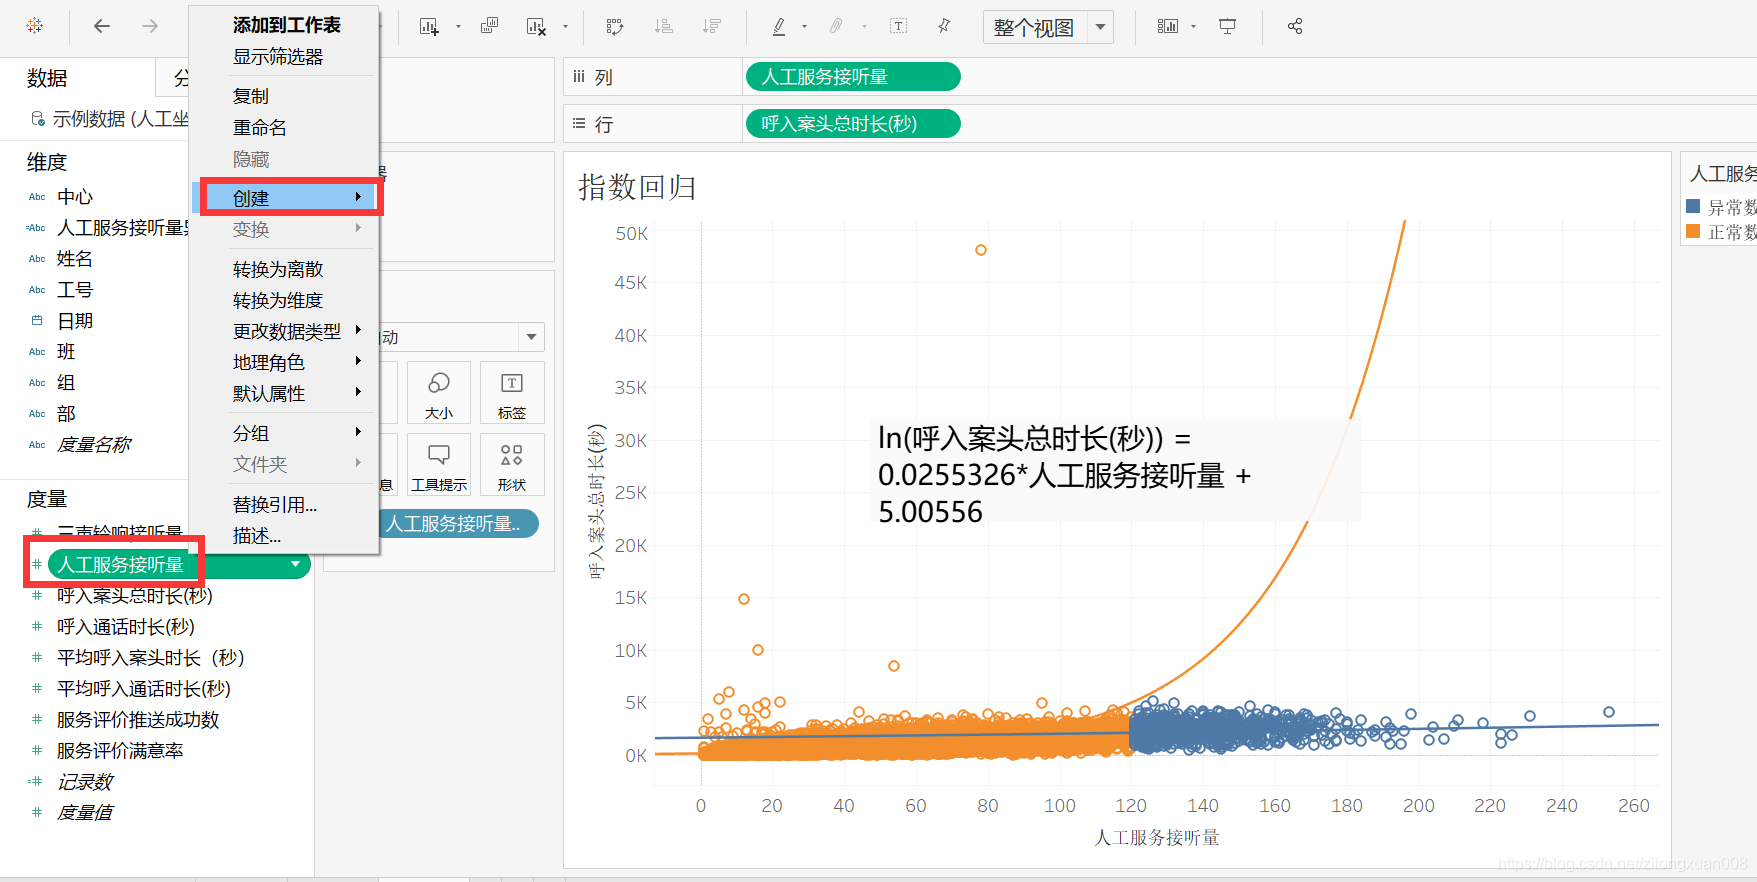 添加到工作表
显示筛选器
复制
重命名
隐藏
创建
变换
转换为离散
转换为维度
更改数据类型
地理角色
默认属性
分组
文件夹
替换引用...
描述...
整个视图
数据
示例数据 (人工坐
维度
Abc 中心
=Abc 人工服务接听量
Abc 姓名
Abc 工号
日期
Abc 班
Abc 组
Abc 部
Abc 度量名称
度量
三声铃响接听量
人工服务接听量
呼入案头总时长(秒)
呼入通话时长(秒)
平均呼入案头时长（秒）
平均呼入通话时长(秒)
服务评价推送成功数
服务评价满意率
记录数
度量值
器
动
大小
标签
息
工具提示
形状
人工服务接听量..
列
人工服务接听量
行
呼入案头总时长(秒)
指数回归
50K
45K
40K
35K
30K
25K
20K
15K
10K
5K
0K
呼入案头总时长(秒)
ln(呼入案头总时长(秒)) =
0.0255326*人工服务接听量 +
5.00556
0 20 40 60 80 100 120 140 160 180 200 220 240 260
人工服务接听量
人工服务
异常数
正常数
https://blog.csdn.net/zilongxuan008